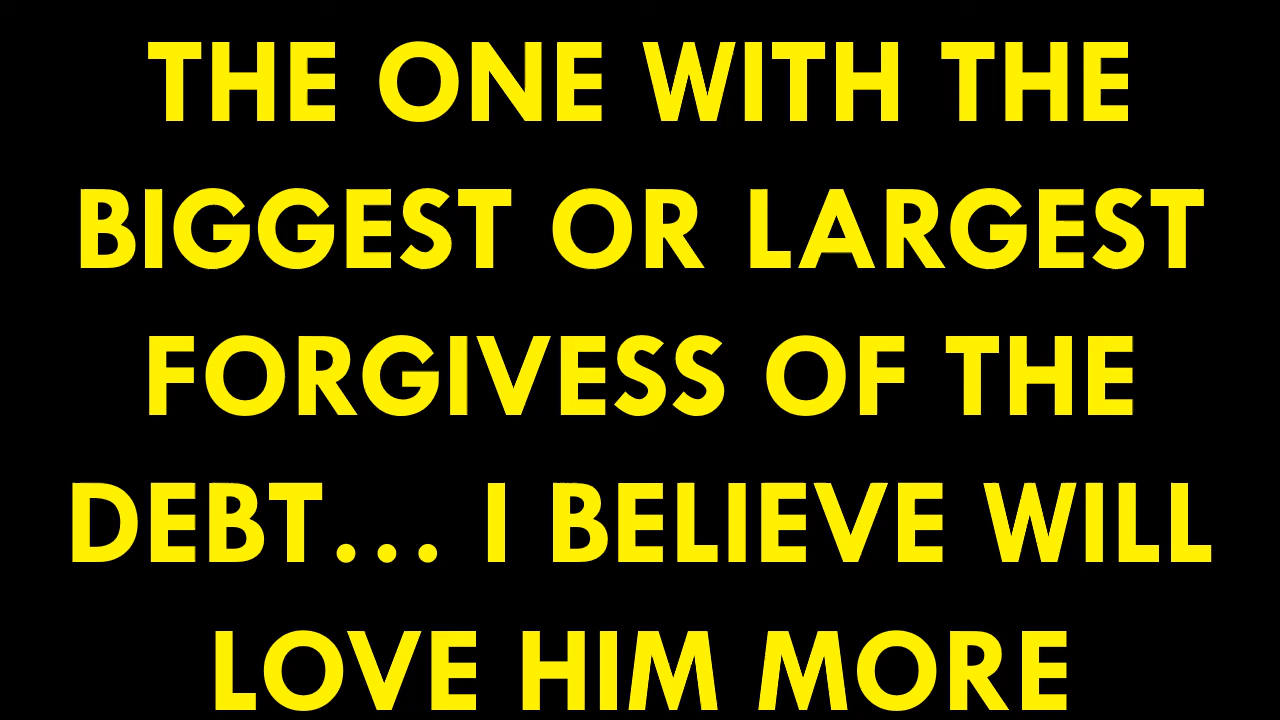 THE ONE WITH THE
BIGGEST OR LARGEST
FORGIVESS OF THE
DEBT... I BELIEVE WILL
LOVE HIM MORE